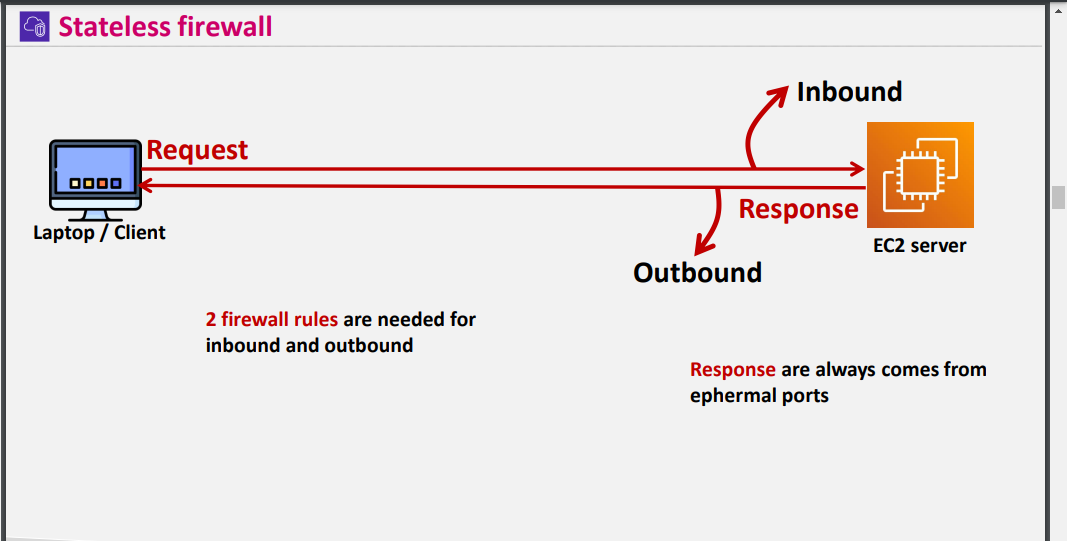 Stateless firewall
Inbound
Request
Response
Laptop / Client
EC2 server
Outbound
2 firewall rules are needed for
inbound and outbound
Response are always comes from
ephermal ports